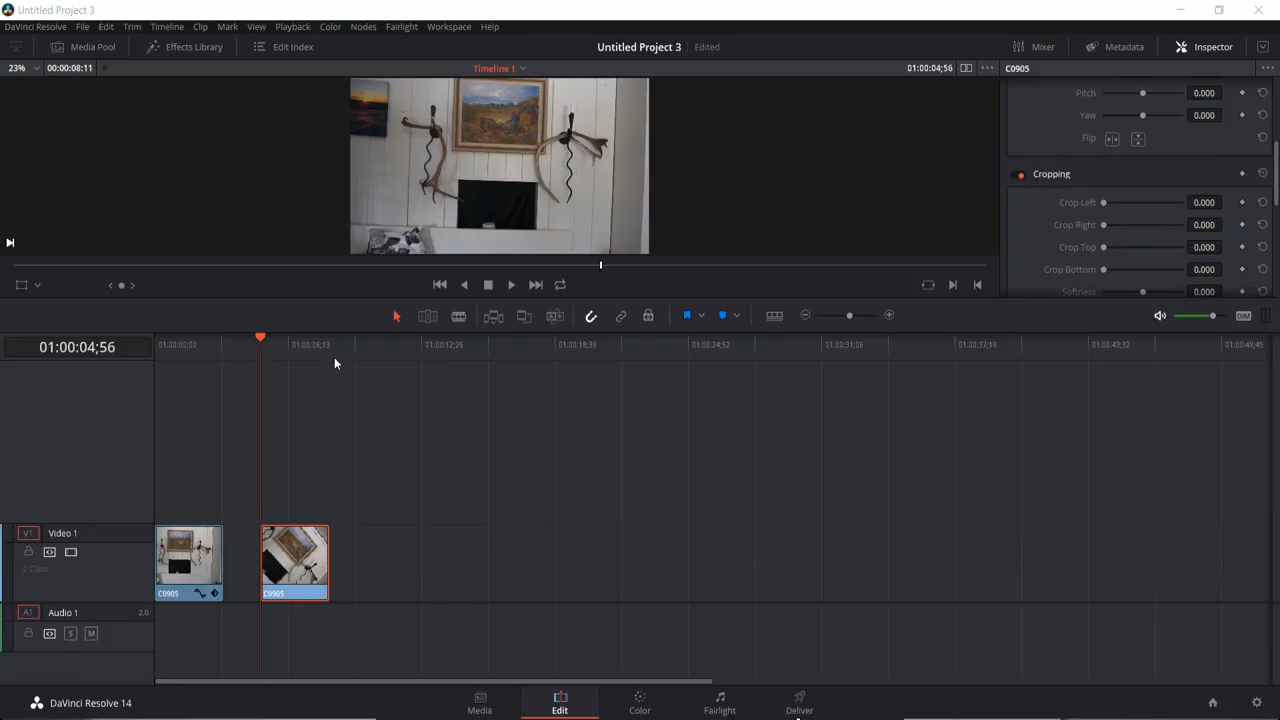 Untitled Project 3
DaVinci Resolve File Edit Trim Timeline Clip Mark View Playback Color Nodes Fairlight Workspace Help
Media Pool Effects Library Edit Index Untitled Project 3 Edited Mixer Metadata Inspector
23% 00:00:08:11 Timeline 1 01:00:04;56 C0905
Pitch 0.000
Yaw 0.000
Flip
Cropping
Crop Left 0.000
Crop Right 0.000
Crop Top 0.000
Crop Bottom 0.000
Softness 0.000
DIM
01:00:04;56 01:00:00;00 01:00:06;13 01:00:12;26 01:00:18;39 01:00:24;52 01:00:31;06 01:00:37;19 01:00:43;32 01:00:49;45
V1 Video 1
2 Clips
C0905 C0905
A1 Audio 1 2.0
S M
DaVinci Resolve 14 Media Edit Color Fairlight Deliver